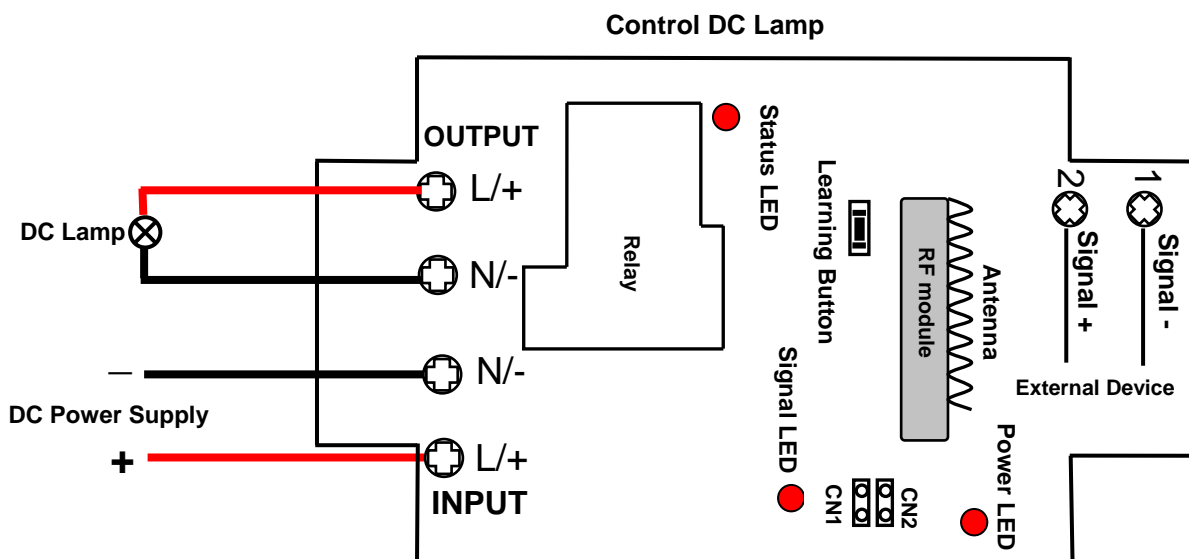 Control DC Lamp
OUTPUT
L/+
DC Lamp
N/-
N/-
–
DC Power Supply
+
L/+
INPUT
Relay
Status LED
Learning Button
RF module
Antenna
Signal LED
CN1
CN2
Power LED
2
1
Signal +
Signal -
External Device